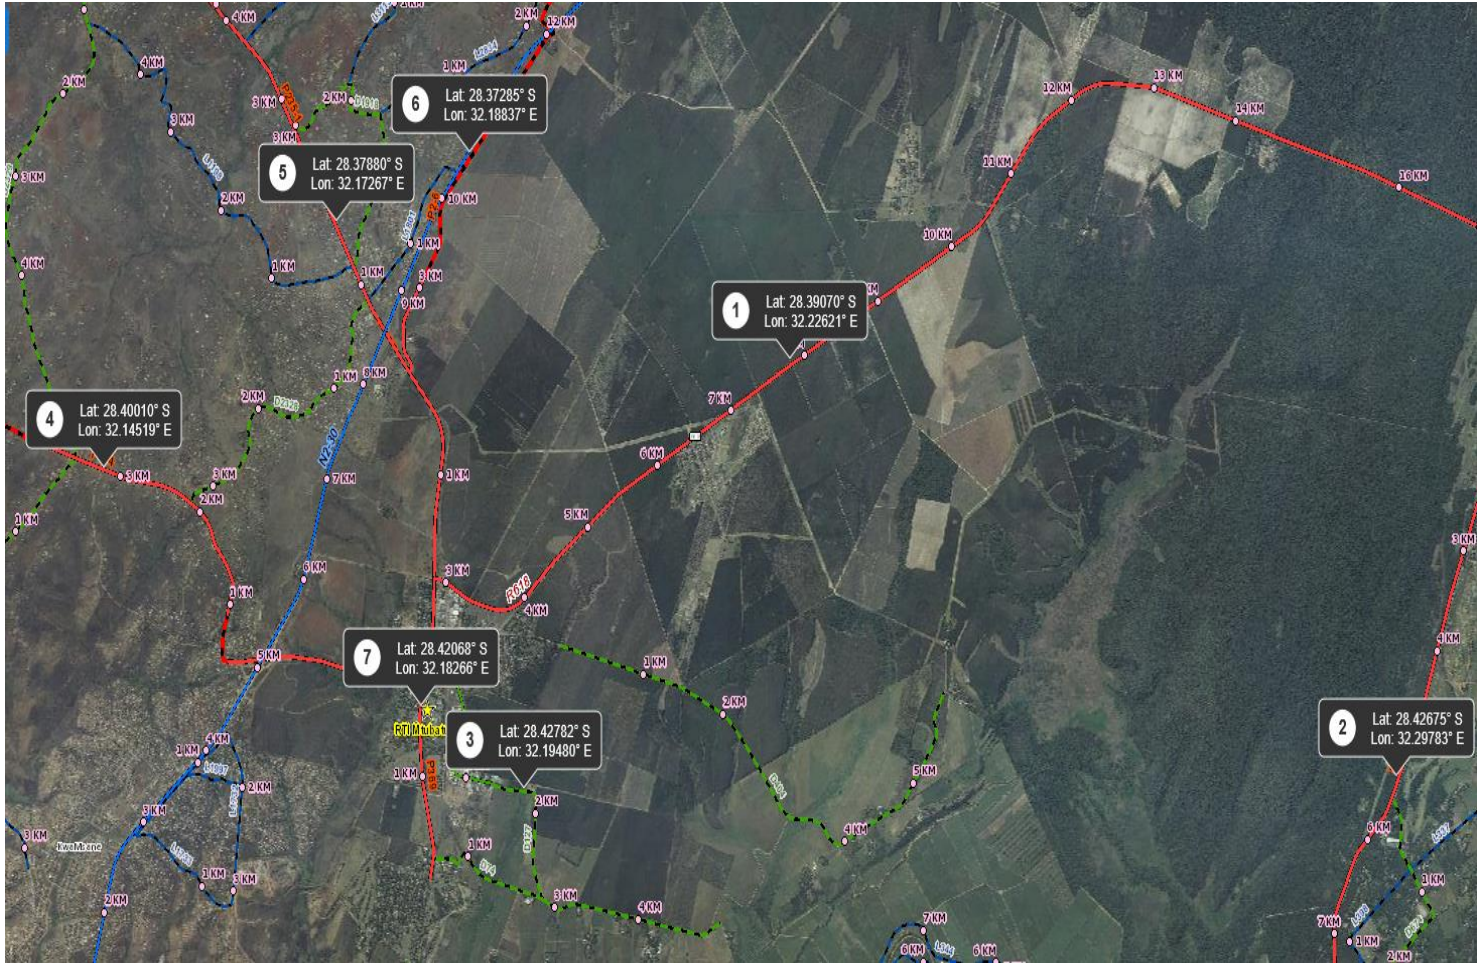 4 KM
2 KM
12 KM
L2634
1 KM
4 KM
2 KM
3 KM
2 KM
D1918
6
Lat: 28.37285° S
Lon: 32.18837° E
12 KM
13 KM
14 KM
3 KM
3 KM
L1196
5
Lat: 28.37880° S
Lon: 32.17267° E
11 KM
3 KM
16 KM
2 KM
10 KM
10 KM
1 KM
4 KM
1 KM
1 KM
3 KM
9 KM
1
Lat: 28.39070° S
Lon: 32.22621° E
KM
1 KM
8 KM
2 KM
D2328
7 KM
4
Lat: 28.40010° S
Lon: 32.14519° E
N2-30
6 KM
3 KM
3 KM
7 KM
1 KM
2 KM
5 KM
1 KM
3 KM
6 KM
3 KM
R618
1 KM
4 KM
7
Lat: 28.42068° S
Lon: 32.18266° E
5 KM
1 KM
4 KM
2 KM
2
Lat: 28.42675° S
Lon: 32.29783° E
3
Lat: 28.42782° S
Lon: 32.19480° E
4 KM
1 KM
1 KM
P369
5 KM
2 KM
2 KM
3 KM
D127
4 KM
6 KM
3 KM
KwaMsane
1 KM
D74
1 KM
3 KM
1 KM
2 KM
3 KM
4 KM
7 KM
7 KM
L344
6 KM
6 KM
1 KM
2 KM